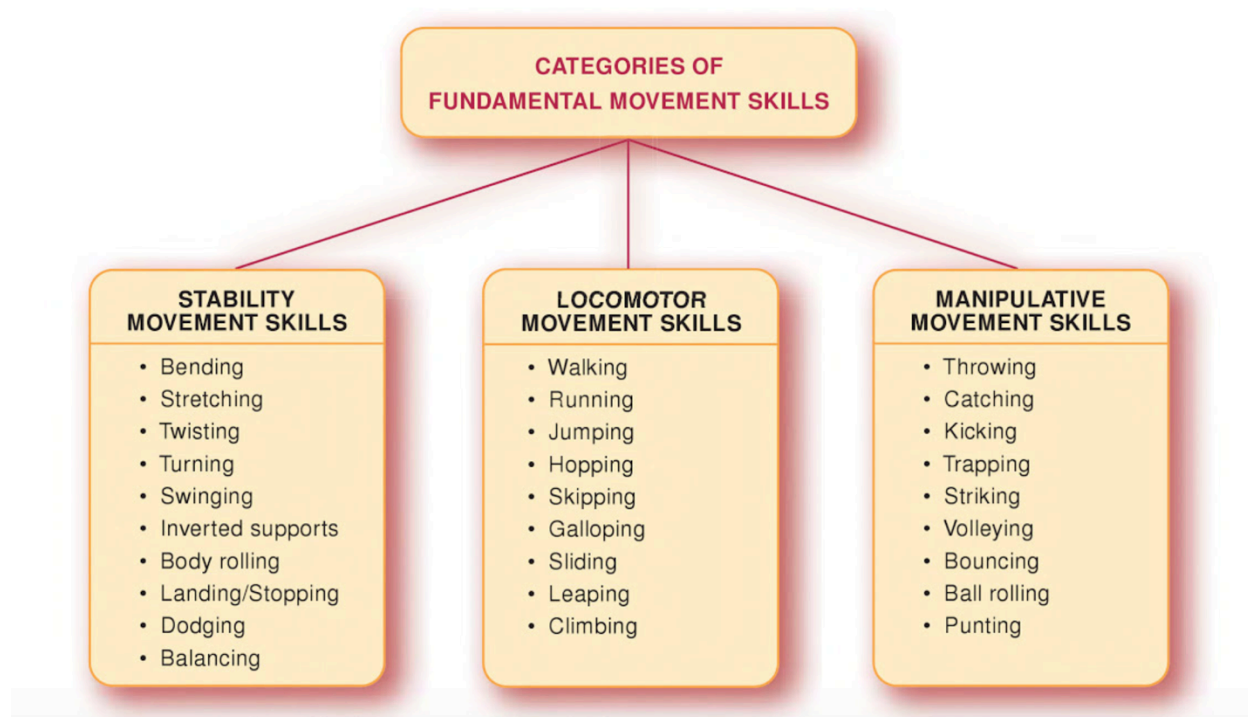 CATEGORIES OF
FUNDAMENTAL MOVEMENT SKILLS
STABILITY
MOVEMENT SKILLS
• Bending
• Stretching
• Twisting
• Turning
• Swinging
• Inverted supports
• Body rolling
• Landing/Stopping
• Dodging
• Balancing
LOCOMOTOR
MOVEMENT SKILLS
• Walking
• Running
• Jumping
• Hopping
• Skipping
• Galloping
• Sliding
• Leaping
• Climbing
MANIPULATIVE
MOVEMENT SKILLS
• Throwing
• Catching
• Kicking
• Trapping
• Striking
• Volleying
• Bouncing
• Ball rolling
• Punting